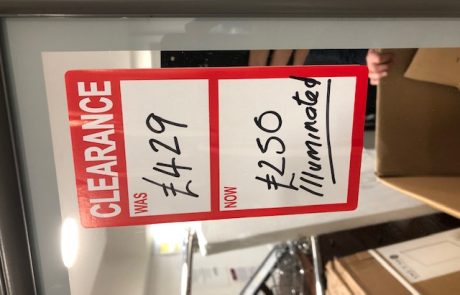 CLEARANCE
WAS
£429
NOW
£250
Illuminated